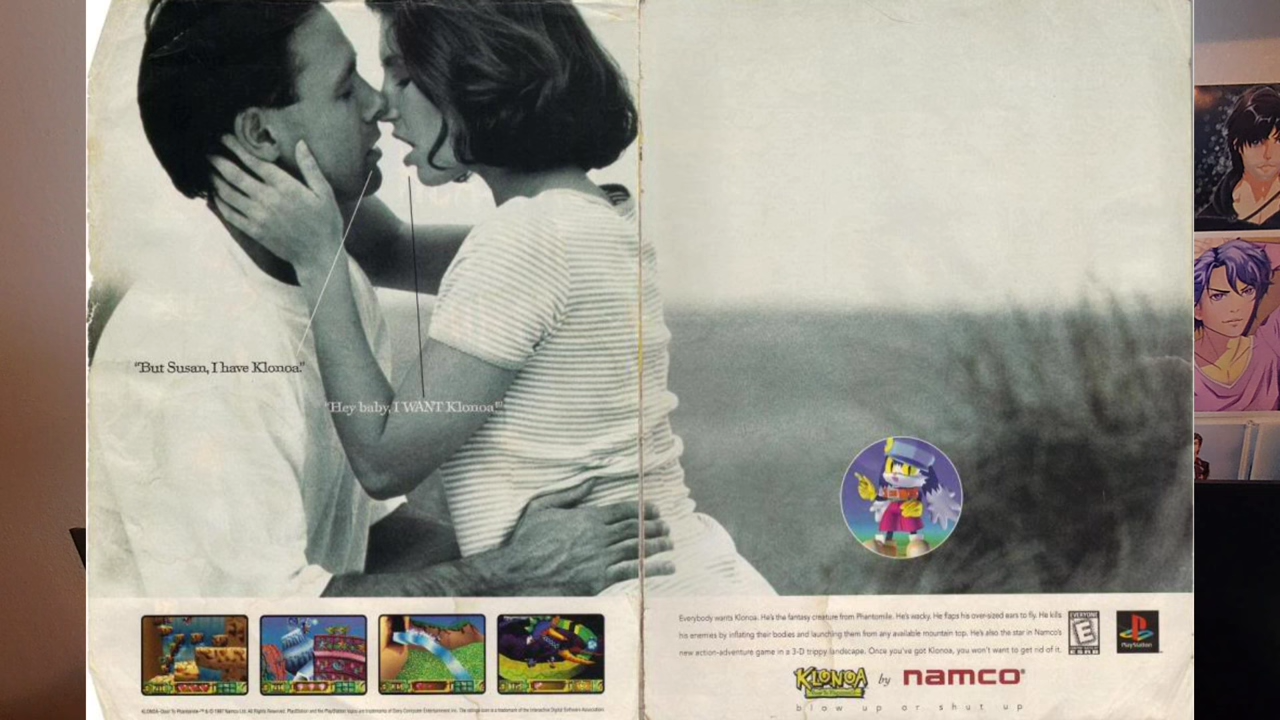 "But Susan, I have Klonoa."
"Hey baby, I WANT Klonoa!"
Everybody wants Klonoa. He's the fantasy creature from Phantomile. He's wacky. He flaps his over-sized ears to fly. He kills
his enemies by inflating their bodies and launching them from any available mountain top. He's also the star in Namco's
new action-adventure game in a 3-D trippy landscape. Once you've got Klonoa, you won't want to get rid of it.
EVERYONE
E
ESRB
PlayStation
KLONOA by namco®
blow up or shut up